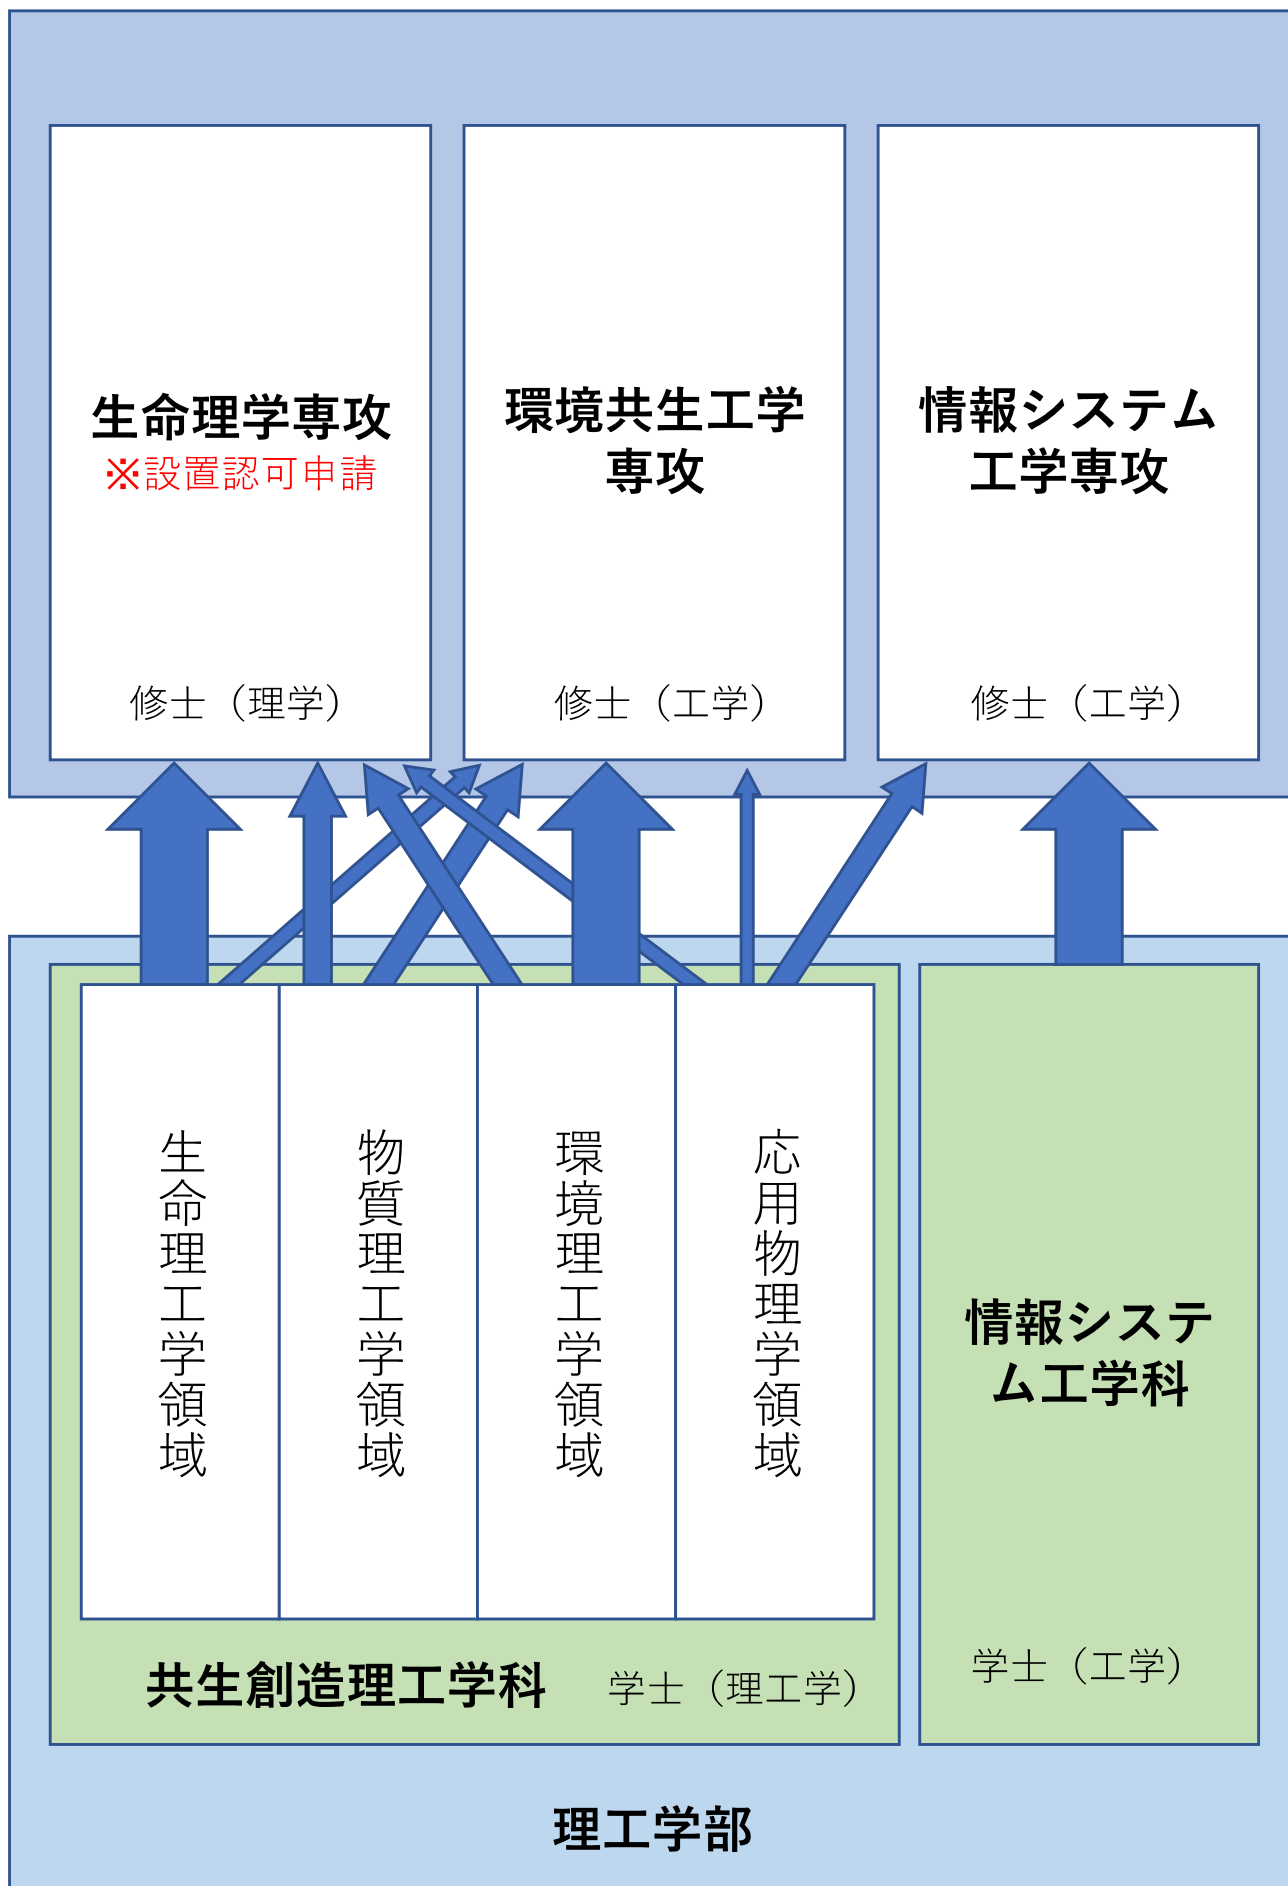 生命理学専攻
※設置認可申請
修士（理学）
環境共生工学
専攻
修士（工学）
情報システム
工学専攻
修士（工学）
生命理工学領域
物質理工学領域
環境理工学領域
応用物理学領域
共生創造理工学科
学士（理工学）
情報システ
ム工学科
学士（工学）
理工学部